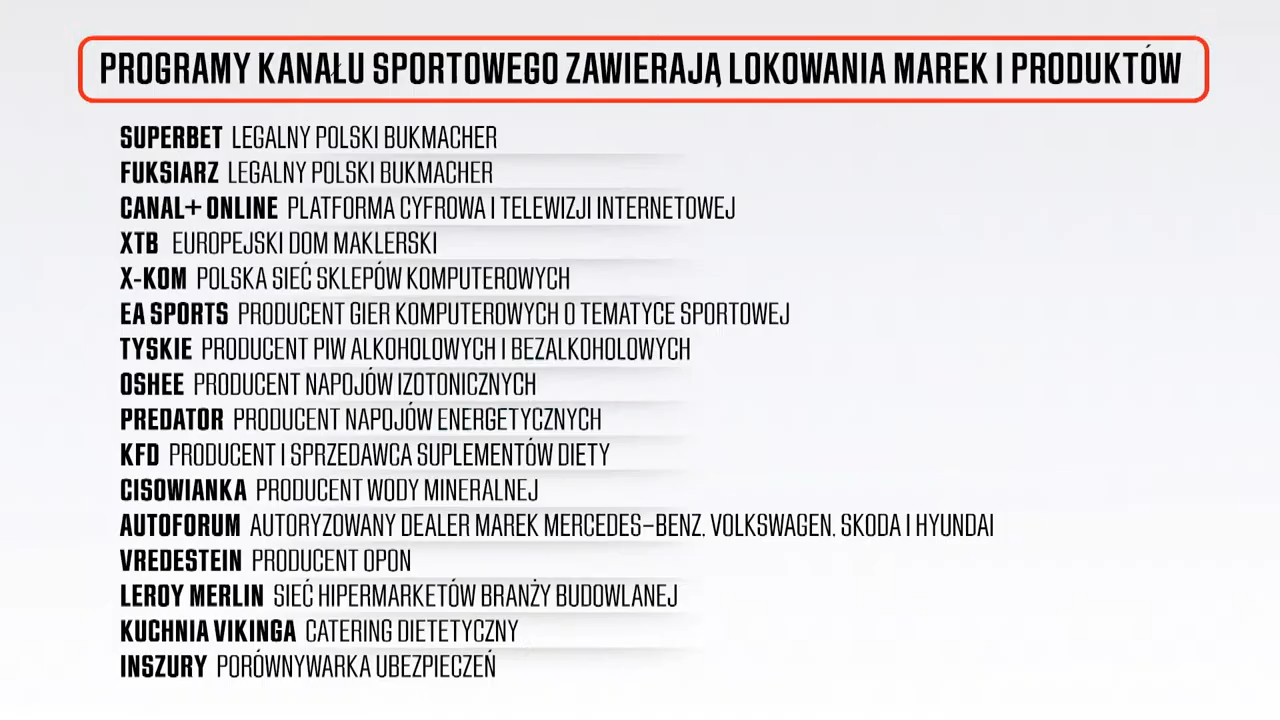 PROGRAMY KANAŁU SPORTOWEGO ZAWIERAJĄ LOKOWANIA MAREK I PRODUKTÓW
SUPERBET LEGALNY POLSKI BUKMACHER
FUKSIARZ LEGALNY POLSKI BUKMACHER
CANAL+ ONLINE PLATFORMA CYFROWA I TELEWIZJI INTERNETOWEJ
XTB EUROPEJSKI DOM MAKLERSKI
X-KOM POLSKA SIEĆ SKLEPÓW KOMPUTEROWYCH
EA SPORTS PRODUCENT GIER KOMPUTEROWYCH O TEMATYCE SPORTOWEJ
TYSKIE PRODUCENT PIW ALKOHOLOWYCH I BEZALKOHOLOWYCH
OSHEE PRODUCENT NAPOJÓW IZOTONICZNYCH
PREDATOR PRODUCENT NAPOJÓW ENERGETYCZNYCH
KFD PRODUCENT I SPRZEDAWCA SUPLEMENTÓW DIETY
CISOWIANKA PRODUCENT WODY MINERALNEJ
AUTOFORUM AUTORYZOWANY DEALER MAREK MERCEDES-BENZ, VOLKSWAGEN, SKODA I HYUNDAI
VREDESTEIN PRODUCENT OPON
LEROY MERLIN SIEĆ HIPERMARKETÓW BRANŻY BUDOWLANEJ
KUCHNIA VIKINGA CATERING DIETETYCZNY
INSZURY PORÓWNYWARKA UBEZPIECZEŃ